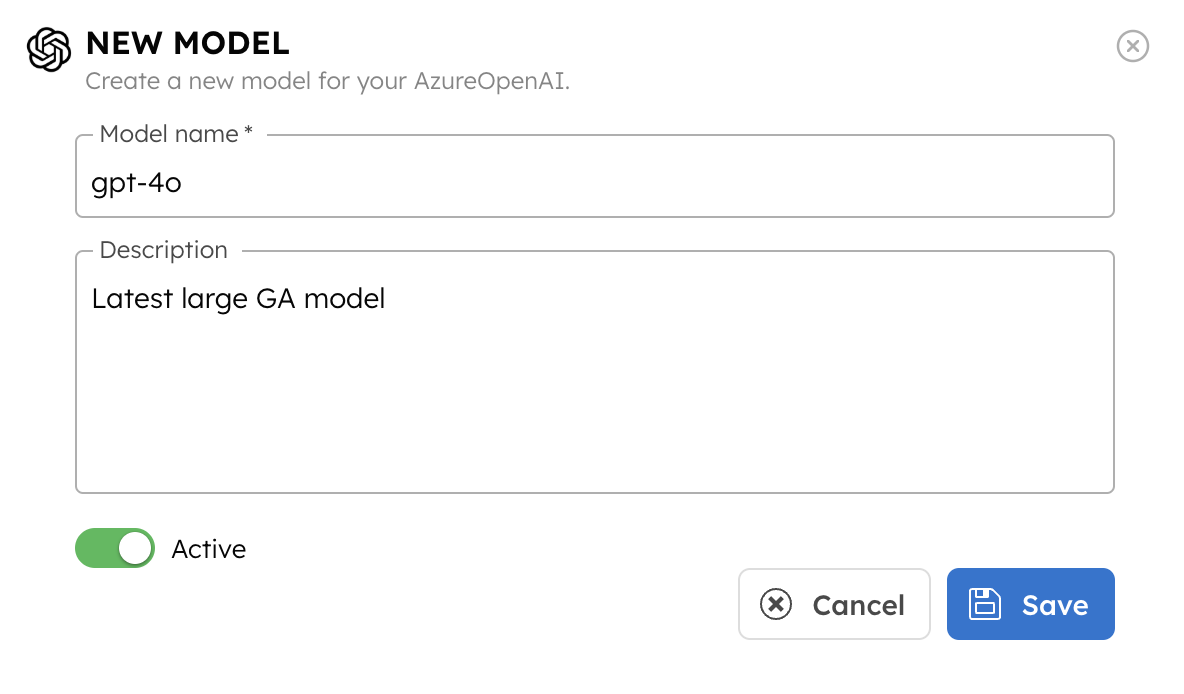 NEW MODEL
Create a new model for your AzureOpenAI.
Model name *
gpt-4o
Description
Latest large GA model
Active
Cancel
Save